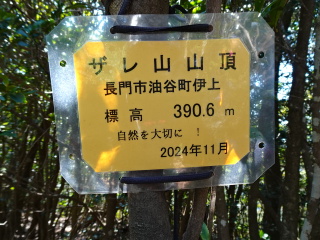 ザレ山山頂
長門市油谷町伊上
標高 390.6 m
自然を大切に !
2024年11月